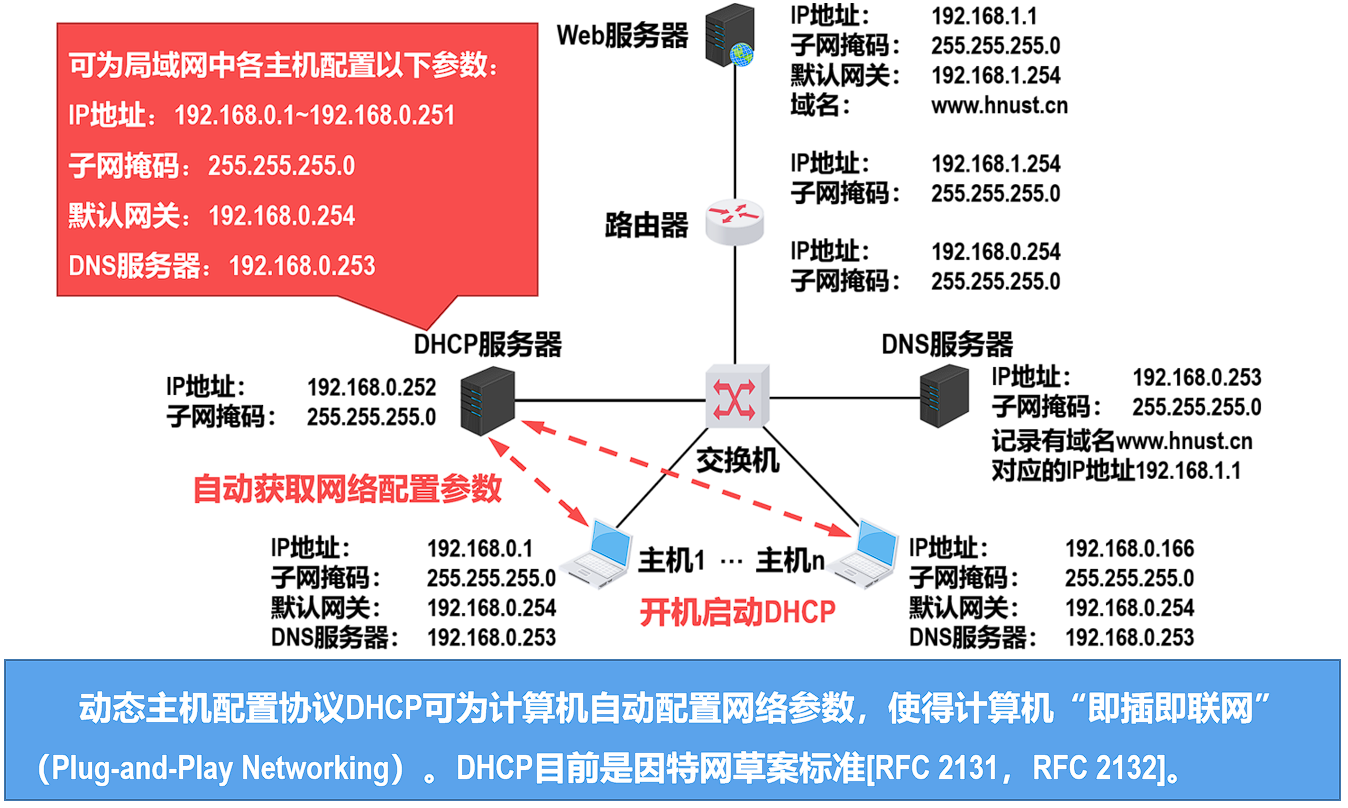 可为局域网中各主机配置以下参数：
IP地址：192.168.0.1~192.168.0.251
子网掩码：255.255.255.0
默认网关：192.168.0.254
DNS服务器：192.168.0.253
Web服务器
IP地址： 192.168.1.1
子网掩码： 255.255.255.0
默认网关： 192.168.1.254
域名： www.hnust.cn
IP地址： 192.168.1.254
子网掩码： 255.255.255.0
路由器
IP地址： 192.168.0.254
子网掩码： 255.255.255.0
DHCP服务器
IP地址： 192.168.0.252
子网掩码： 255.255.255.0
DNS服务器
IP地址： 192.168.0.253
子网掩码： 255.255.255.0
记录有域名www.hnust.cn
对应的IP地址192.168.1.1
交换机
自动获取网络配置参数
IP地址： 192.168.0.1
子网掩码： 255.255.255.0
默认网关： 192.168.0.254
DNS服务器： 192.168.0.253
主机1 … 主机n
开机启动DHCP
IP地址： 192.168.0.166
子网掩码： 255.255.255.0
默认网关： 192.168.0.254
DNS服务器： 192.168.0.253
动态主机配置协议DHCP可为计算机自动配置网络参数，使得计算机“即插即联网”
（Plug-and-Play Networking）。DHCP目前是因特网草案标准[RFC 2131，RFC 2132]。